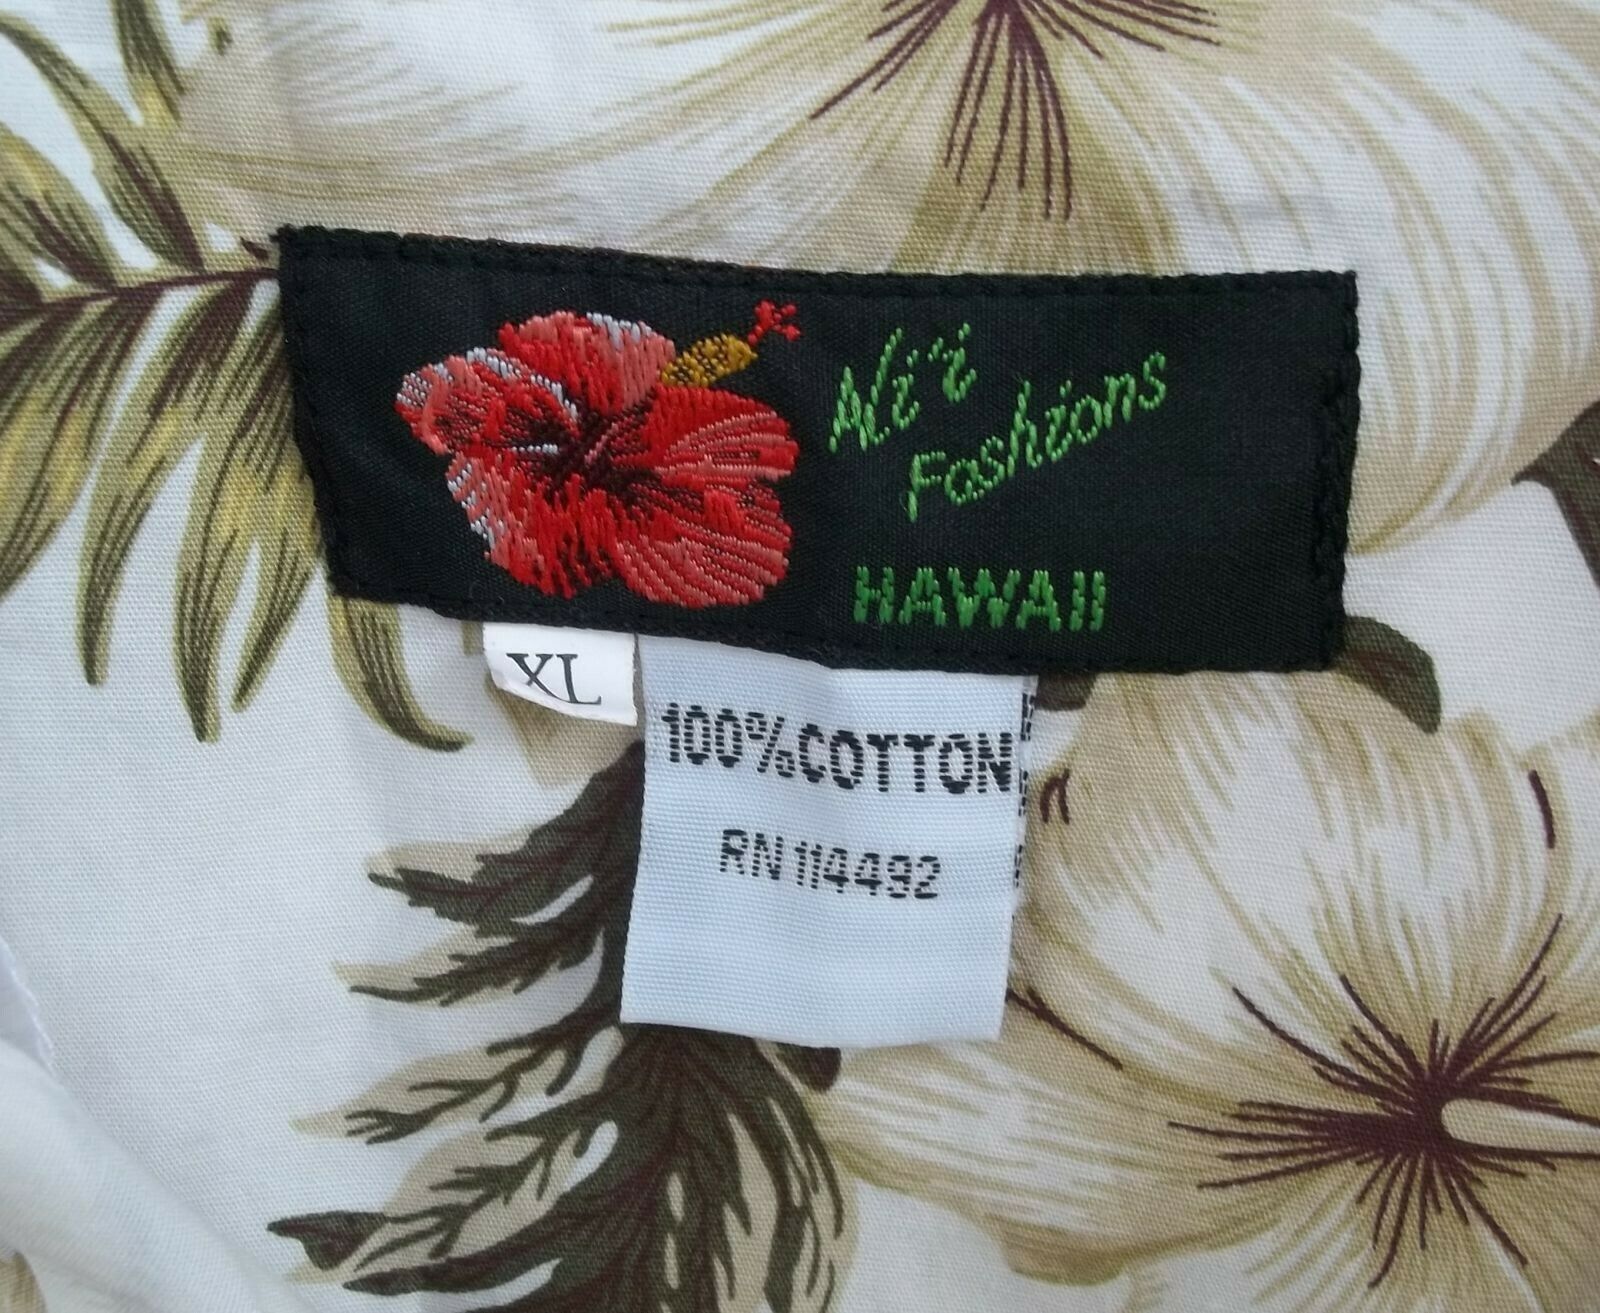 Ali'i
Fashions
HAWAII
XL
100%COTTON
RN 114492